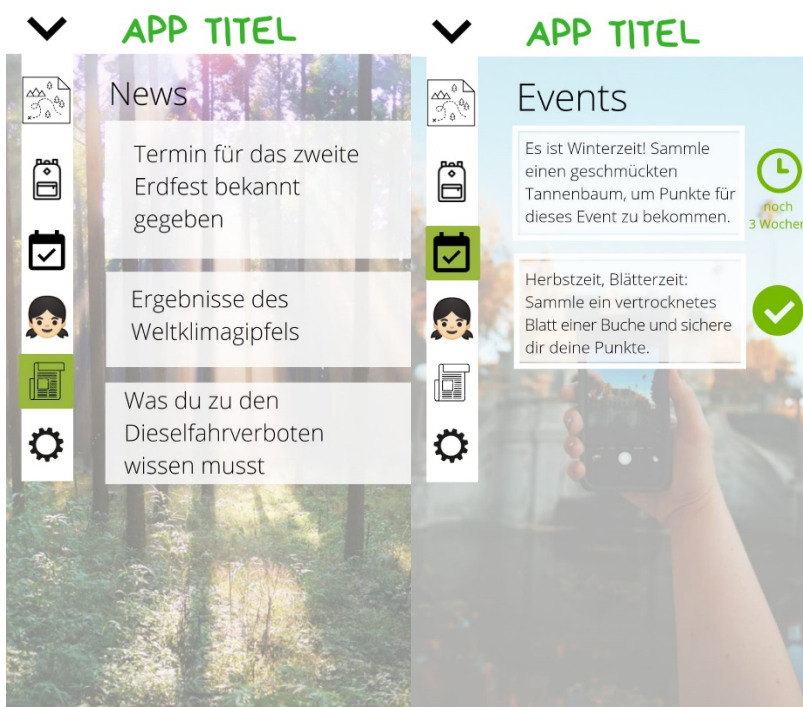 APP TITEL
News
Termin für das zweite
Erdfest bekannt
gegeben
Ergebnisse des
Weltklimagipfels
Was du zu den
Dieselfahrverboten
wissen musst
APP TITEL
Events
Es ist Winterzeit! Sammle
einen geschmückten
Tannenbaum, um Punkte für
dieses Event zu bekommen.
noch
3 Wochen
Herbstzeit, Blätterzeit:
Sammle ein vertrocknetes
Blatt einer Buche und sichere
dir deine Punkte.